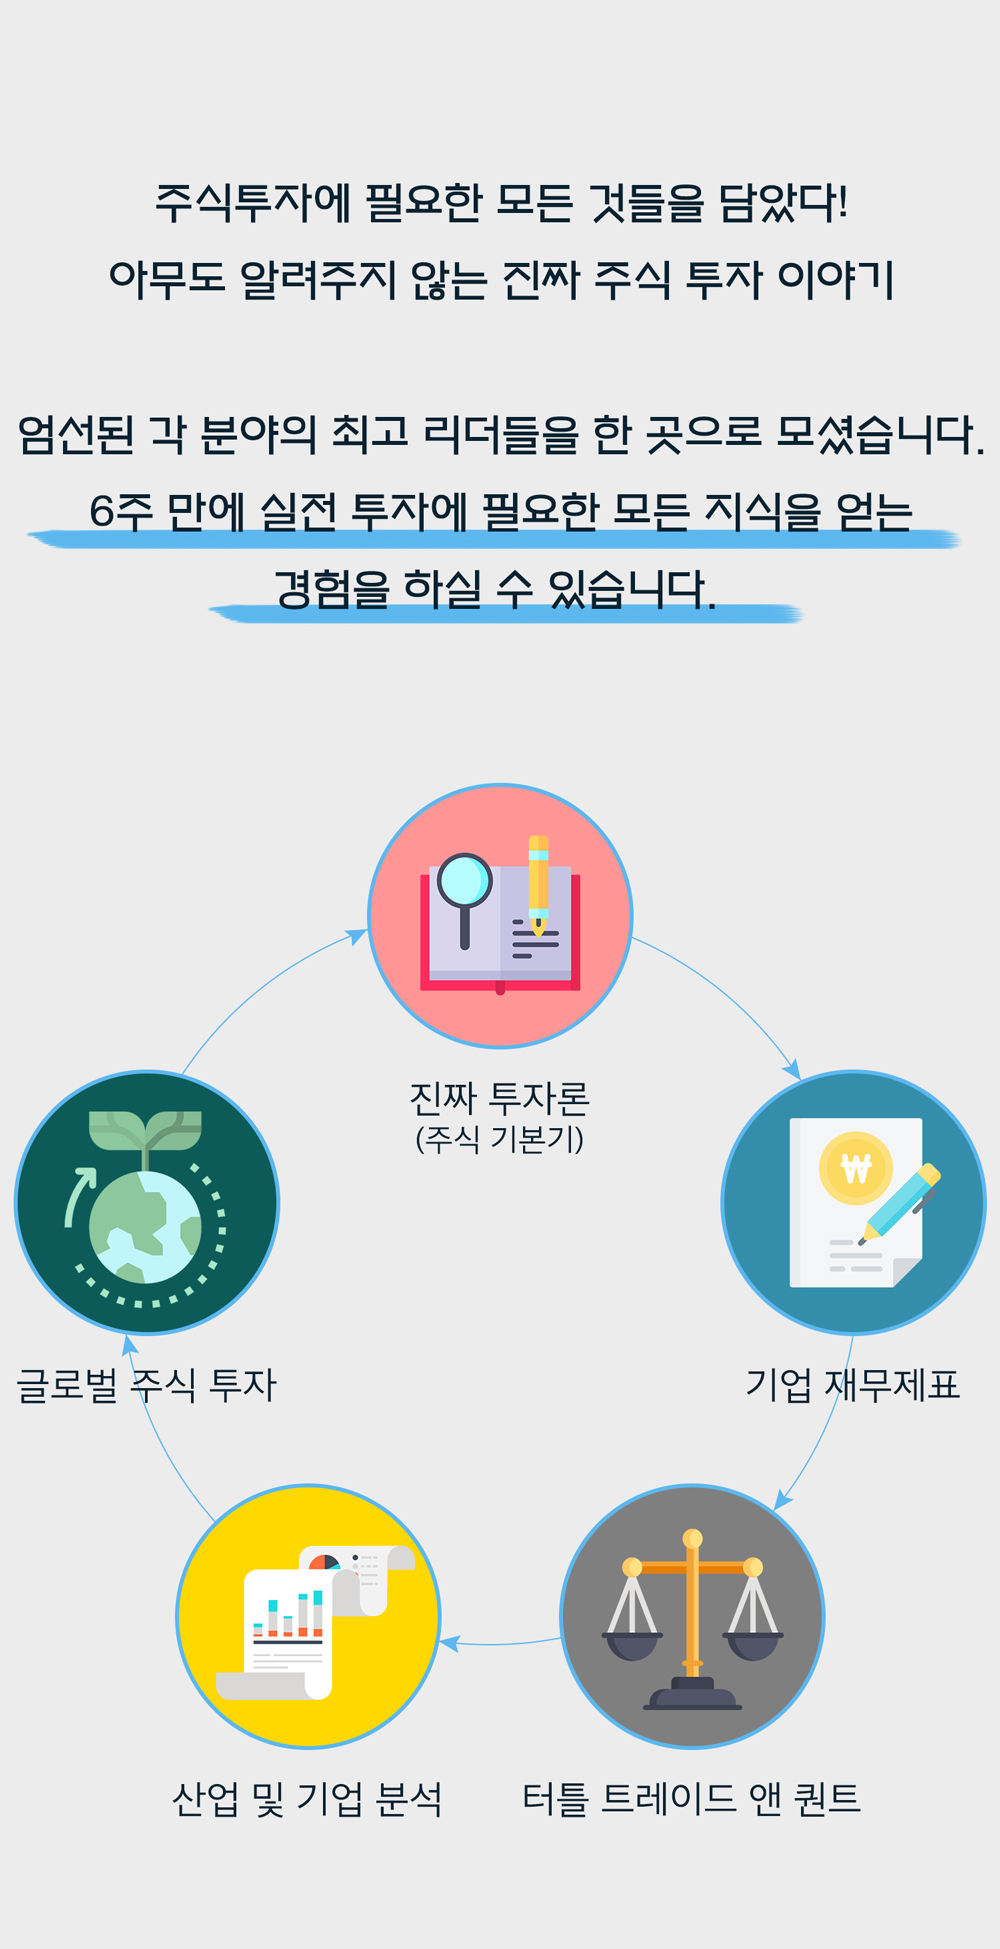 주식투자에 필요한 모든 것들을 담았다!
아무도 알려주지 않는 진짜 주식 투자 이야기
엄선된 각 분야의 최고 리더들을 한 곳으로 모셨습니다.
6주 만에 실전 투자에 필요한 모든 지식을 얻는
경험을 하실 수 있습니다.
진짜 투자론
(주식 기본기)
글로벌 주식 투자
기업 재무제표
산업 및 기업 분석
터틀 트레이드 앤 퀀트